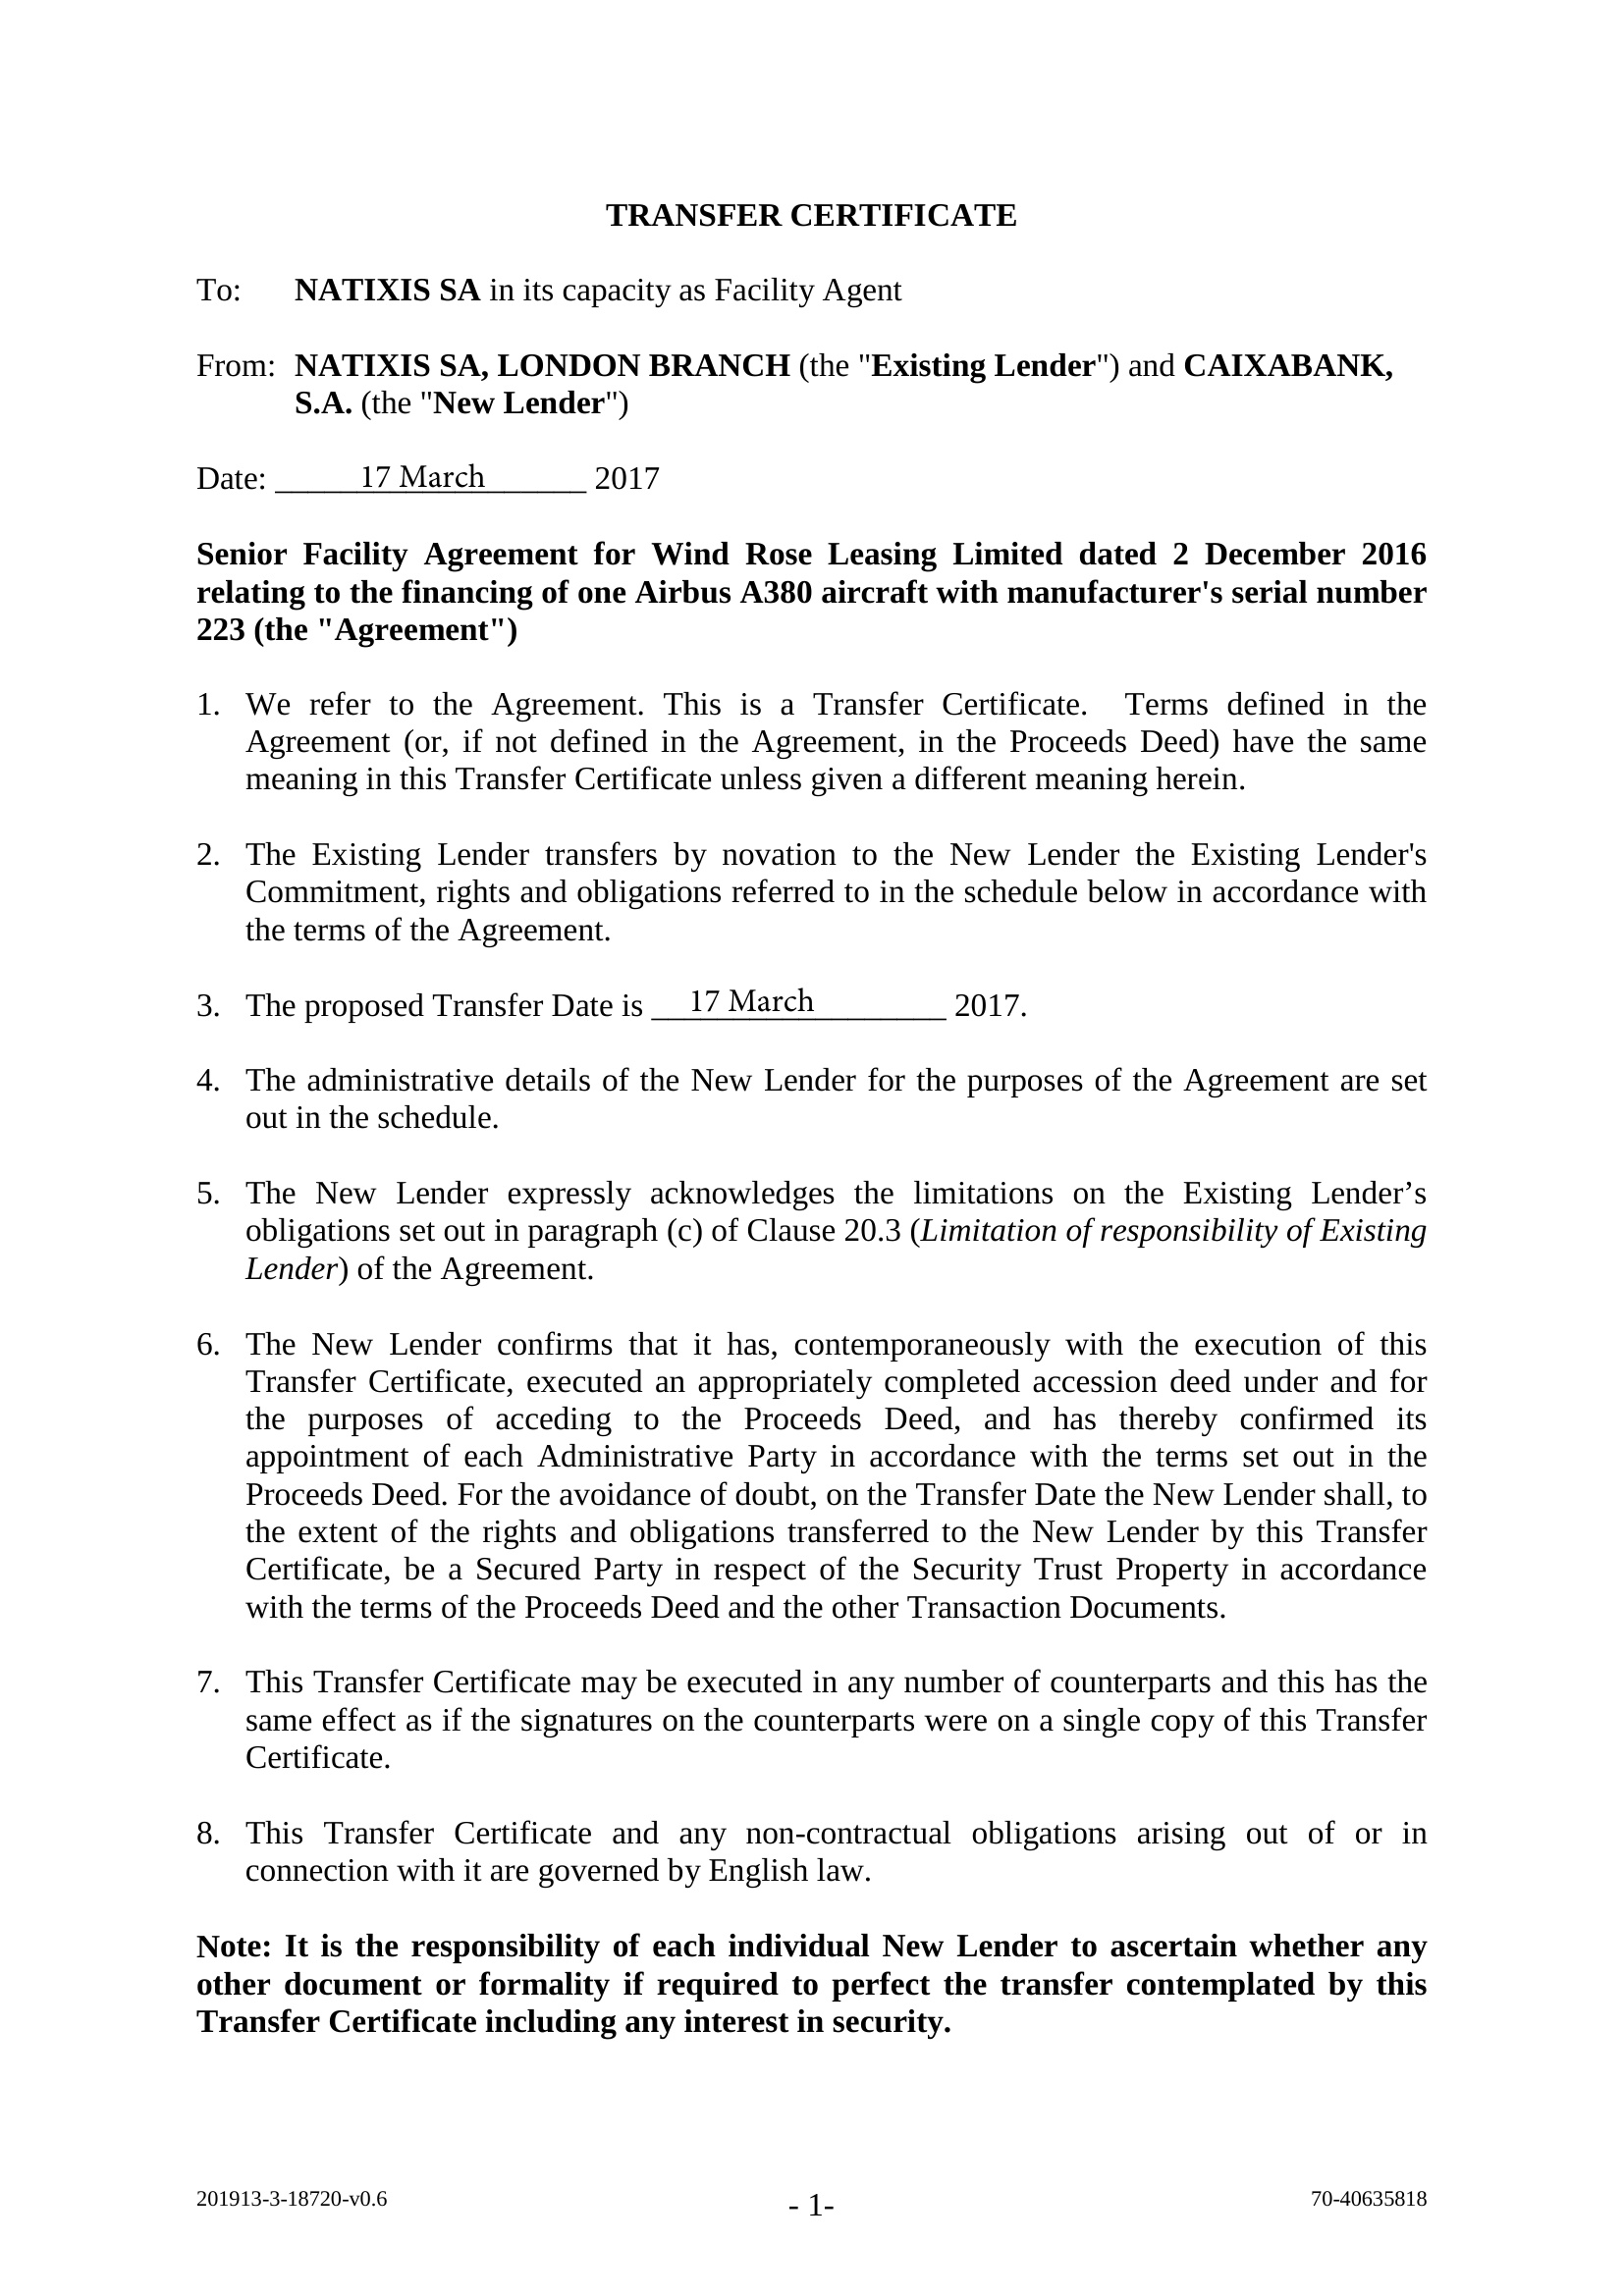 TRANSFER CERTIFICATE
To: NATIXIS SA in its capacity as Facility Agent
From: NATIXIS SA, LONDON BRANCH (the "Existing Lender") and CAIXABANK,
S.A. (the "New Lender")
Date: ___________________ 2017
17 March
Senior Facility Agreement for Wind Rose Leasing Limited dated 2 December 2016
relating to the financing of one Airbus A380 aircraft with manufacturer's serial number
223 (the "Agreement")
1. We refer to the Agreement. This is a Transfer Certificate. Terms defined in the
Agreement (or, if not defined in the Agreement, in the Proceeds Deed) have the same
meaning in this Transfer Certificate unless given a different meaning herein.
2. The Existing Lender transfers by novation to the New Lender the Existing Lender's
Commitment, rights and obligations referred to in the schedule below in accordance with
the terms of the Agreement.
3. The proposed Transfer Date is __________________ 2017.
17 March
4. The administrative details of the New Lender for the purposes of the Agreement are set
out in the schedule.
5. The New Lender expressly acknowledges the limitations on the Existing Lender’s
obligations set out in paragraph (c) of Clause 20.3 (Limitation of responsibility of Existing
Lender) of the Agreement.
6. The New Lender confirms that it has, contemporaneously with the execution of this
Transfer Certificate, executed an appropriately completed accession deed under and for
the purposes of acceding to the Proceeds Deed, and has thereby confirmed its
appointment of each Administrative Party in accordance with the terms set out in the
Proceeds Deed. For the avoidance of doubt, on the Transfer Date the New Lender shall, to
the extent of the rights and obligations transferred to the New Lender by this Transfer
Certificate, be a Secured Party in respect of the Security Trust Property in accordance
with the terms of the Proceeds Deed and the other Transaction Documents.
7. This Transfer Certificate may be executed in any number of counterparts and this has the
same effect as if the signatures on the counterparts were on a single copy of this Transfer
Certificate.
8. This Transfer Certificate and any non-contractual obligations arising out of or in
connection with it are governed by English law.
Note: It is the responsibility of each individual New Lender to ascertain whether any
other document or formality if required to perfect the transfer contemplated by this
Transfer Certificate including any interest in security.
201913-3-18720-v0.6 - 1- 70-40635818